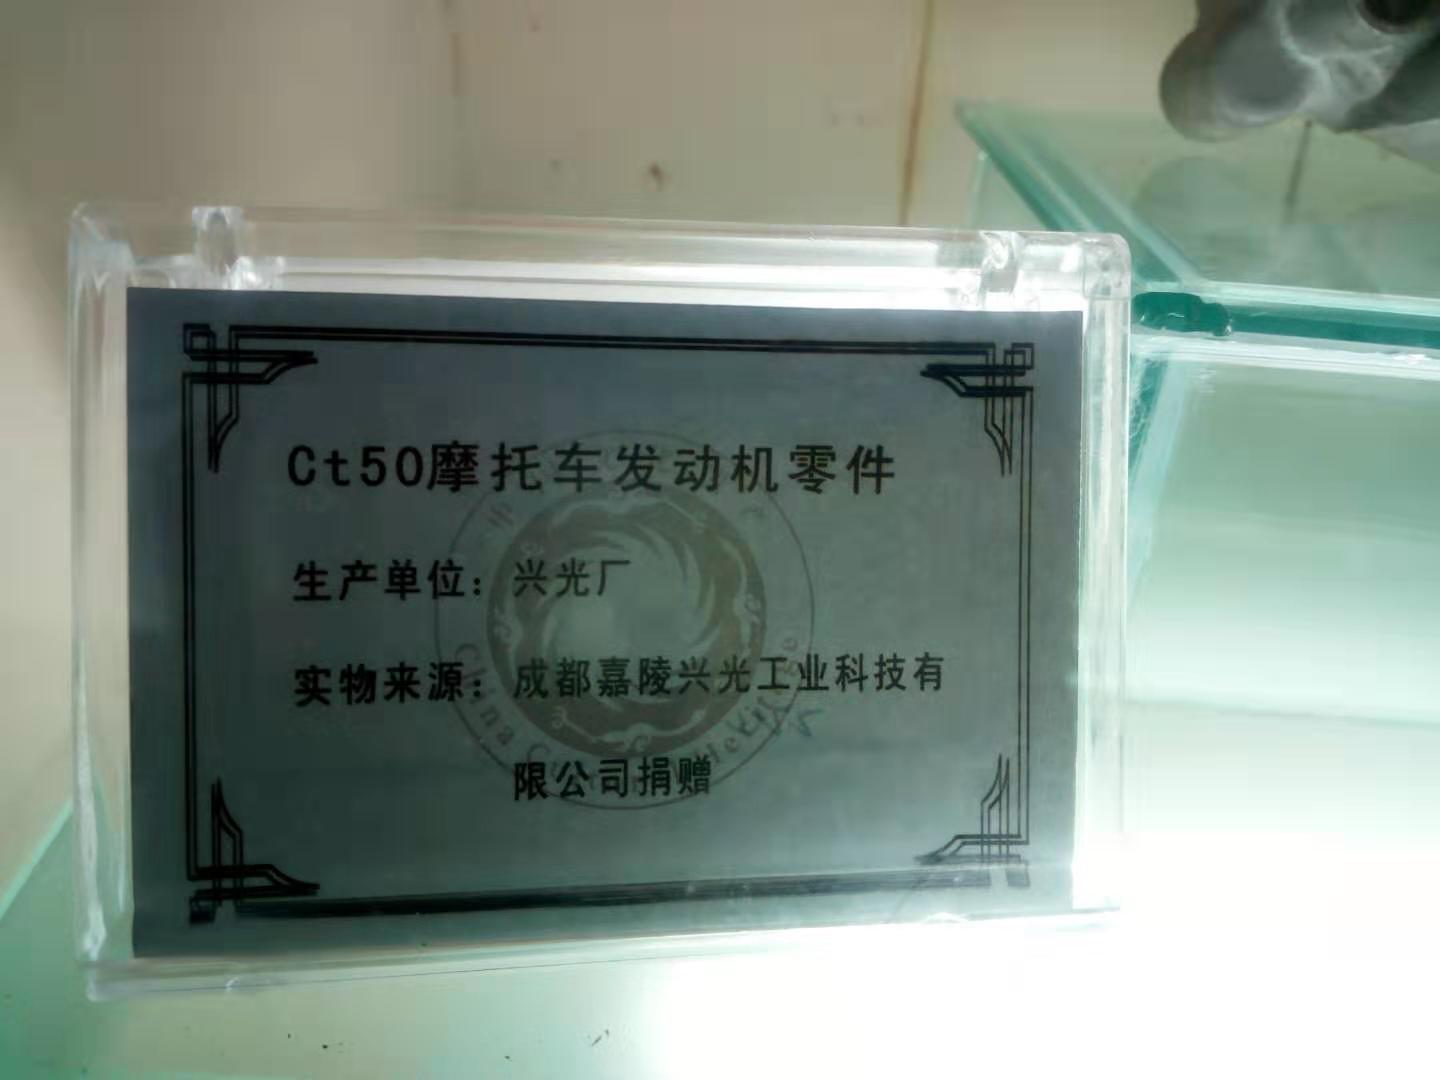 Ct50摩托车发动机零件
生产单位：兴光厂
实物来源：成都嘉陵兴光工业科技有
限公司捐赠
China